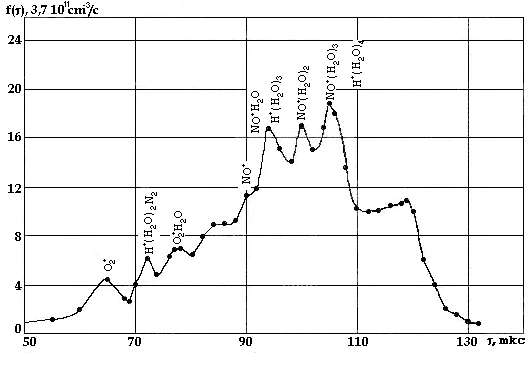 f(τ), 3,7 10¹¹cm³/c
24
20
16
12
8
4
0
O₂⁺
H⁺(H₂O)₂N₂
O₂⁺H₂O
NO⁺
NO⁺H₂O
H⁺(H₂O)₃
NO⁺(H₂O)₂
NO⁺(H₂O)₃
H⁺(H₂O)₄
50 70 90 110 130 τ, mkc